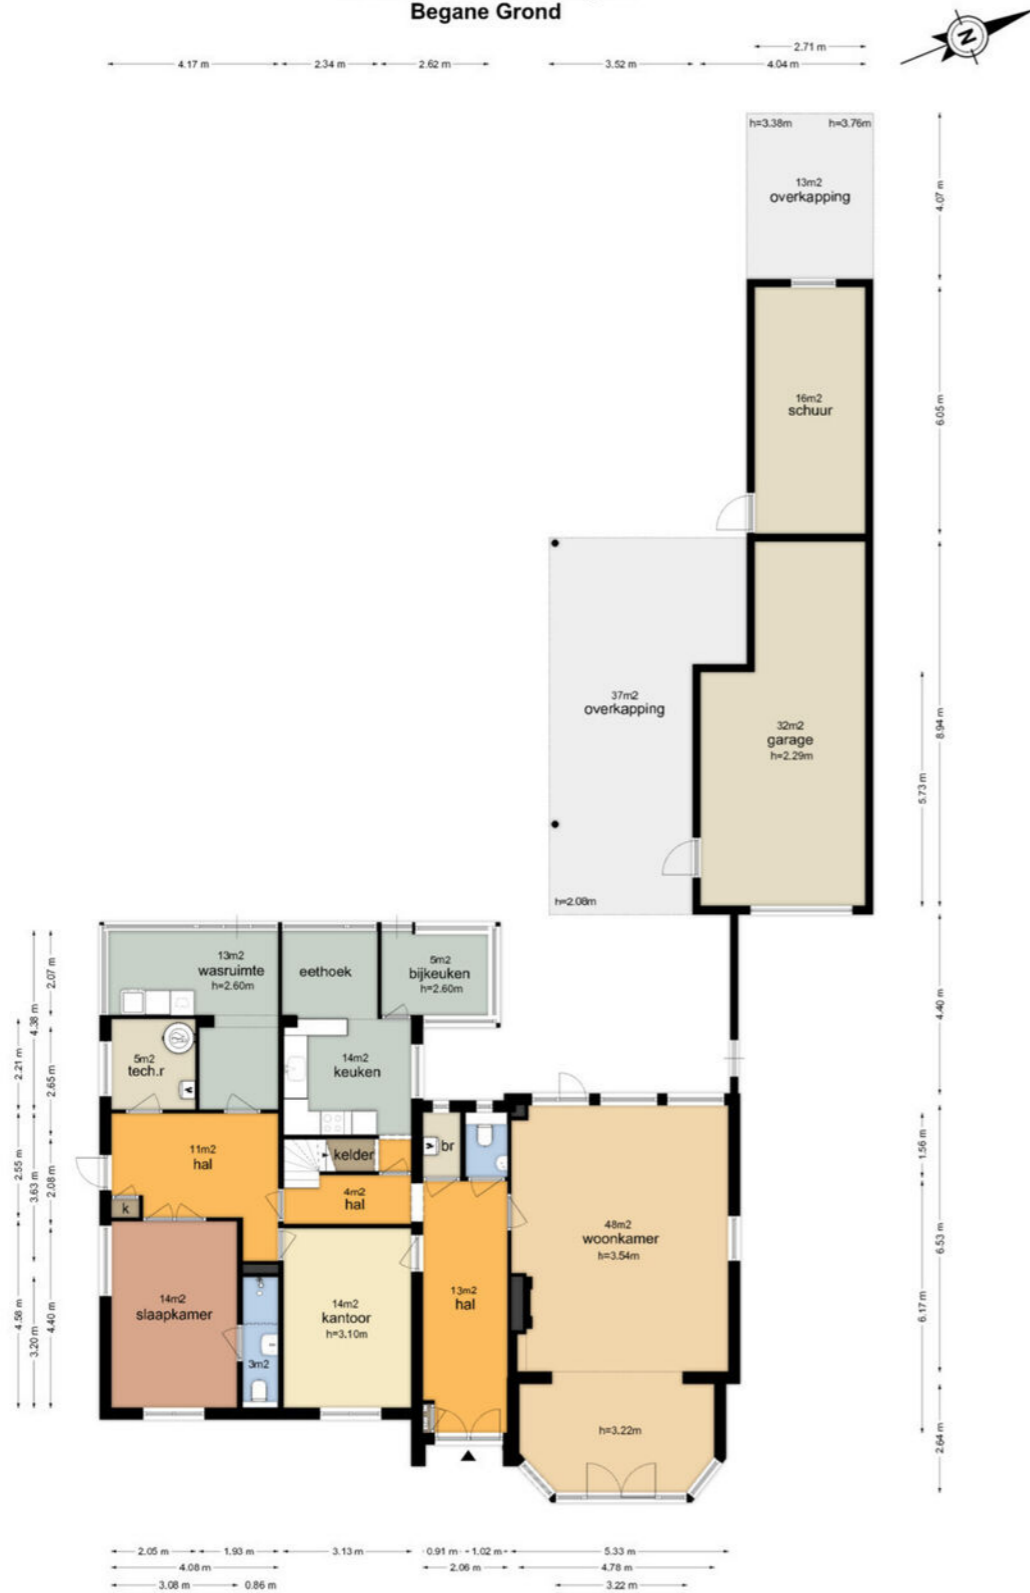 Begane Grond
N
2.71 m
4.17 m
2.34 m
2.62 m
3.52 m
4.04 m
h=3.38m
h=3.76m
13m2
overkapping
4.07 m
16m2
schuur
6.05 m
37m2
overkapping
32m2
garage
h=2.29m
8.94 m
5.73 m
h=2.08m
13m2
wasruimte
h=2.60m
eethoek
5m2
bijkeuken
h=2.60m
2.07 m
4.38 m
4.40 m
5m2
tech.r
14m2
keuken
2.21 m
2.65 m
11m2
hal
kelder
br
4m2
hal
k
2.55 m
3.63 m
2.08 m
1.56 m
48m2
woonkamer
h=3.54m
6.53 m
14m2
slaapkamer
3m2
14m2
kantoor
h=3.10m
13m2
hal
4.58 m
3.20 m
4.40 m
6.17 m
h=3.22m
2.64 m
2.05 m
1.93 m
3.13 m
0.91 m
1.02 m
5.33 m
4.08 m
2.06 m
4.78 m
3.08 m
0.86 m
3.22 m